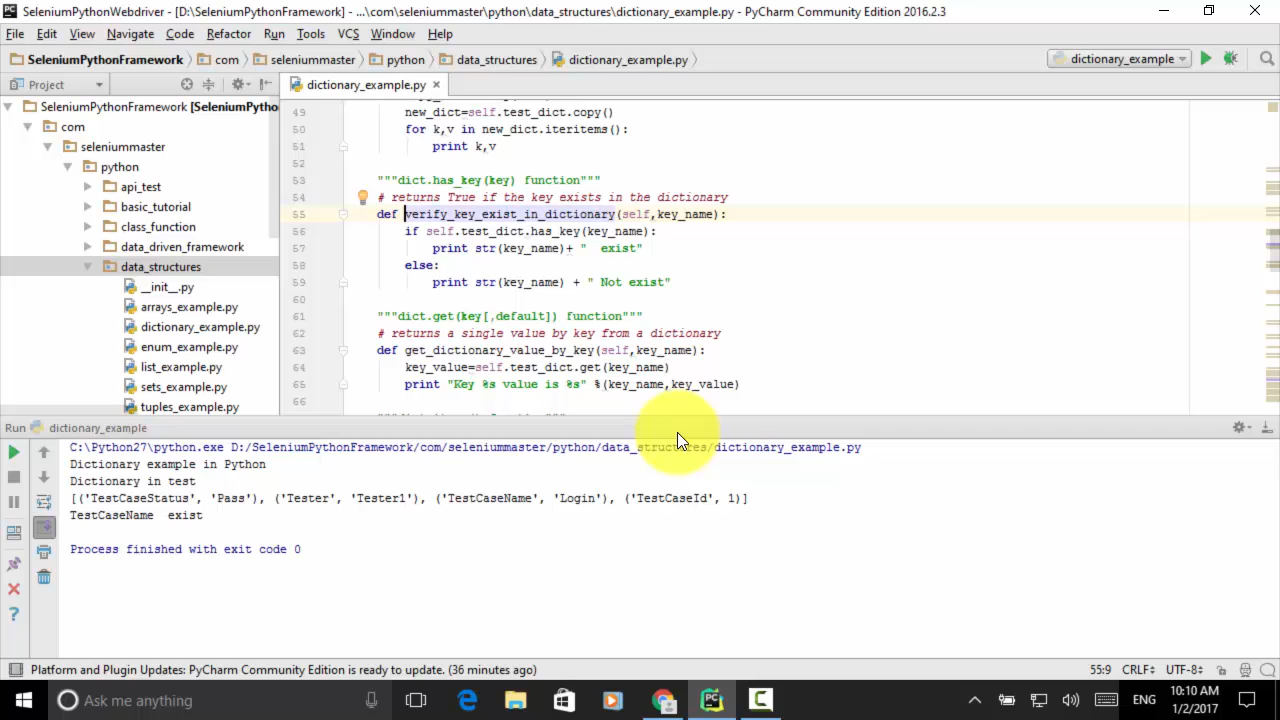 SeleniumPythonWebdriver - [D:\SeleniumPythonFramework] - ...\com\seleniummaster\python\data_structures\dictionary_example.py - PyCharm Community Edition 2016.2.3
File Edit View Navigate Code Refactor Run Tools VCS Window Help
SeleniumPythonFramework com seleniummaster python data_structures dictionary_example.py dictionary_example
Project dictionary_example.py
SeleniumPythonFramework [SeleniumPytho
com
seleniummaster
python
api_test
basic_tutorial
class_function
data_driven_framework
data_structures
__init__.py
arrays_example.py
dictionary_example.py
enum_example.py
list_example.py
sets_example.py
tuples_example.py
49 new_dict=self.test_dict.copy()
50 for k,v in new_dict.iteritems():
51 print k,v
52
53 """dict.has_key(key) function"""
54 # returns True if the key exists in the dictionary
55 def verify_key_exist_in_dictionary(self,key_name):
56 if self.test_dict.has_key(key_name):
57 print str(key_name)+ "  exist"
58 else:
59 print str(key_name) + " Not exist"
60
61 """dict.get(key[,default]) function"""
62 # returns a single value by key from a dictionary
63 def get_dictionary_value_by_key(self,key_name):
64 key_value=self.test_dict.get(key_name)
65 print "Key %s value is %s" %(key_name,key_value)
66
Run dictionary_example
C:\Python27\python.exe D:/SeleniumPythonFramework/com/seleniummaster/python/data_structures/dictionary_example.py
Dictionary example in Python
Dictionary in test
[('TestCaseStatus', 'Pass'), ('Tester', 'Tester1'), ('TestCaseName', 'Login'), ('TestCaseId', 1)]
TestCaseName  exist
Process finished with exit code 0
Platform and Plugin Updates: PyCharm Community Edition is ready to update. (36 minutes ago) 55:9 CRLF UTF-8
Ask me anything ENG 10:10 AM
1/2/2017